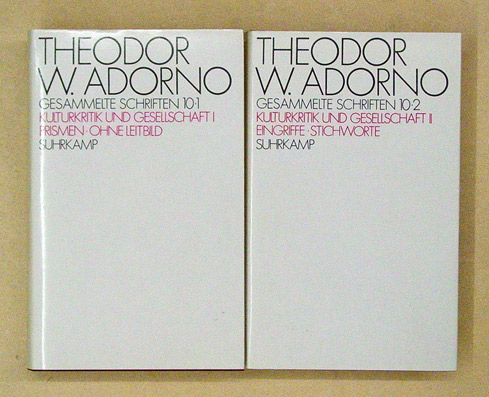 THEODOR
W. ADORNO
GESAMMELTE SCHRIFTEN 10·1
KULTURKRITIK UND GESELLSCHAFT I
PRISMEN · OHNE LEITBILD
SUHRKAMP
THEODOR
W. ADORNO
GESAMMELTE SCHRIFTEN 10·2
KULTURKRITIK UND GESELLSCHAFT II
EINGRIFFE · STICHWORTE
SUHRKAMP